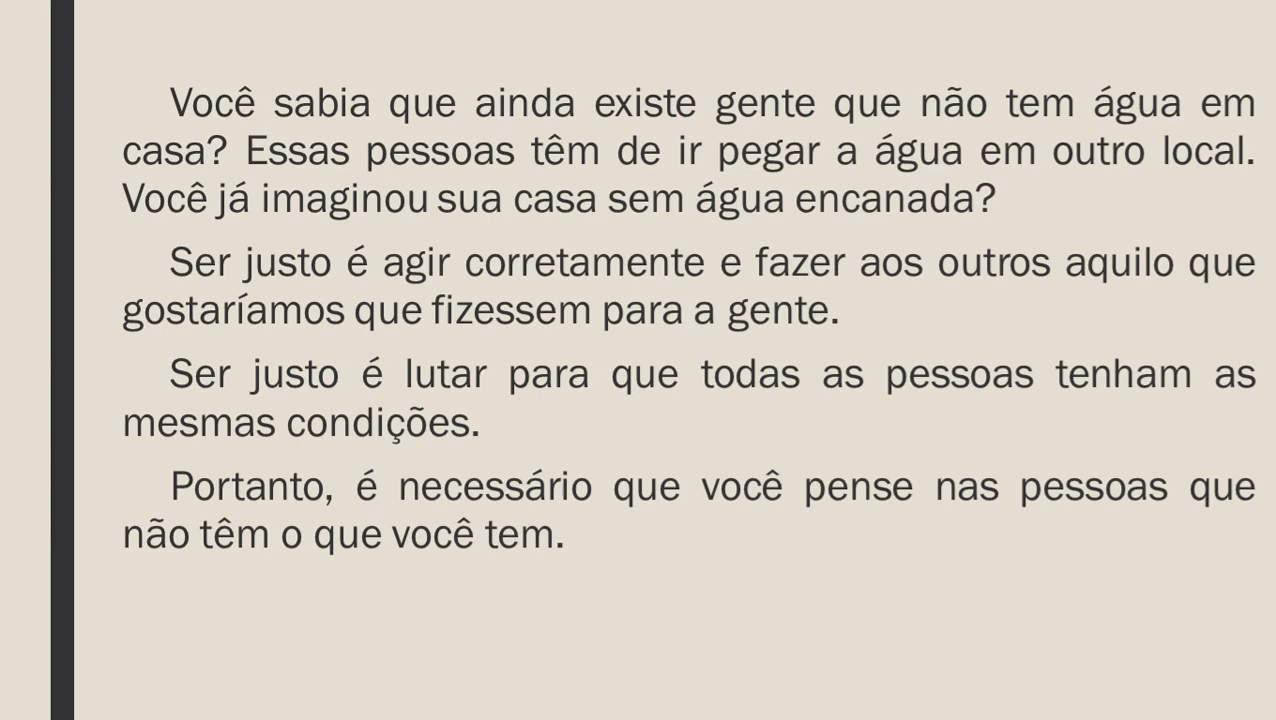 Você sabia que ainda existe gente que não tem água em
casa? Essas pessoas têm de ir pegar a água em outro local.
Você já imaginou sua casa sem água encanada?
Ser justo é agir corretamente e fazer aos outros aquilo que
gostaríamos que fizessem para a gente.
Ser justo é lutar para que todas as pessoas tenham as
mesmas condições.
Portanto, é necessário que você pense nas pessoas que
não têm o que você tem.